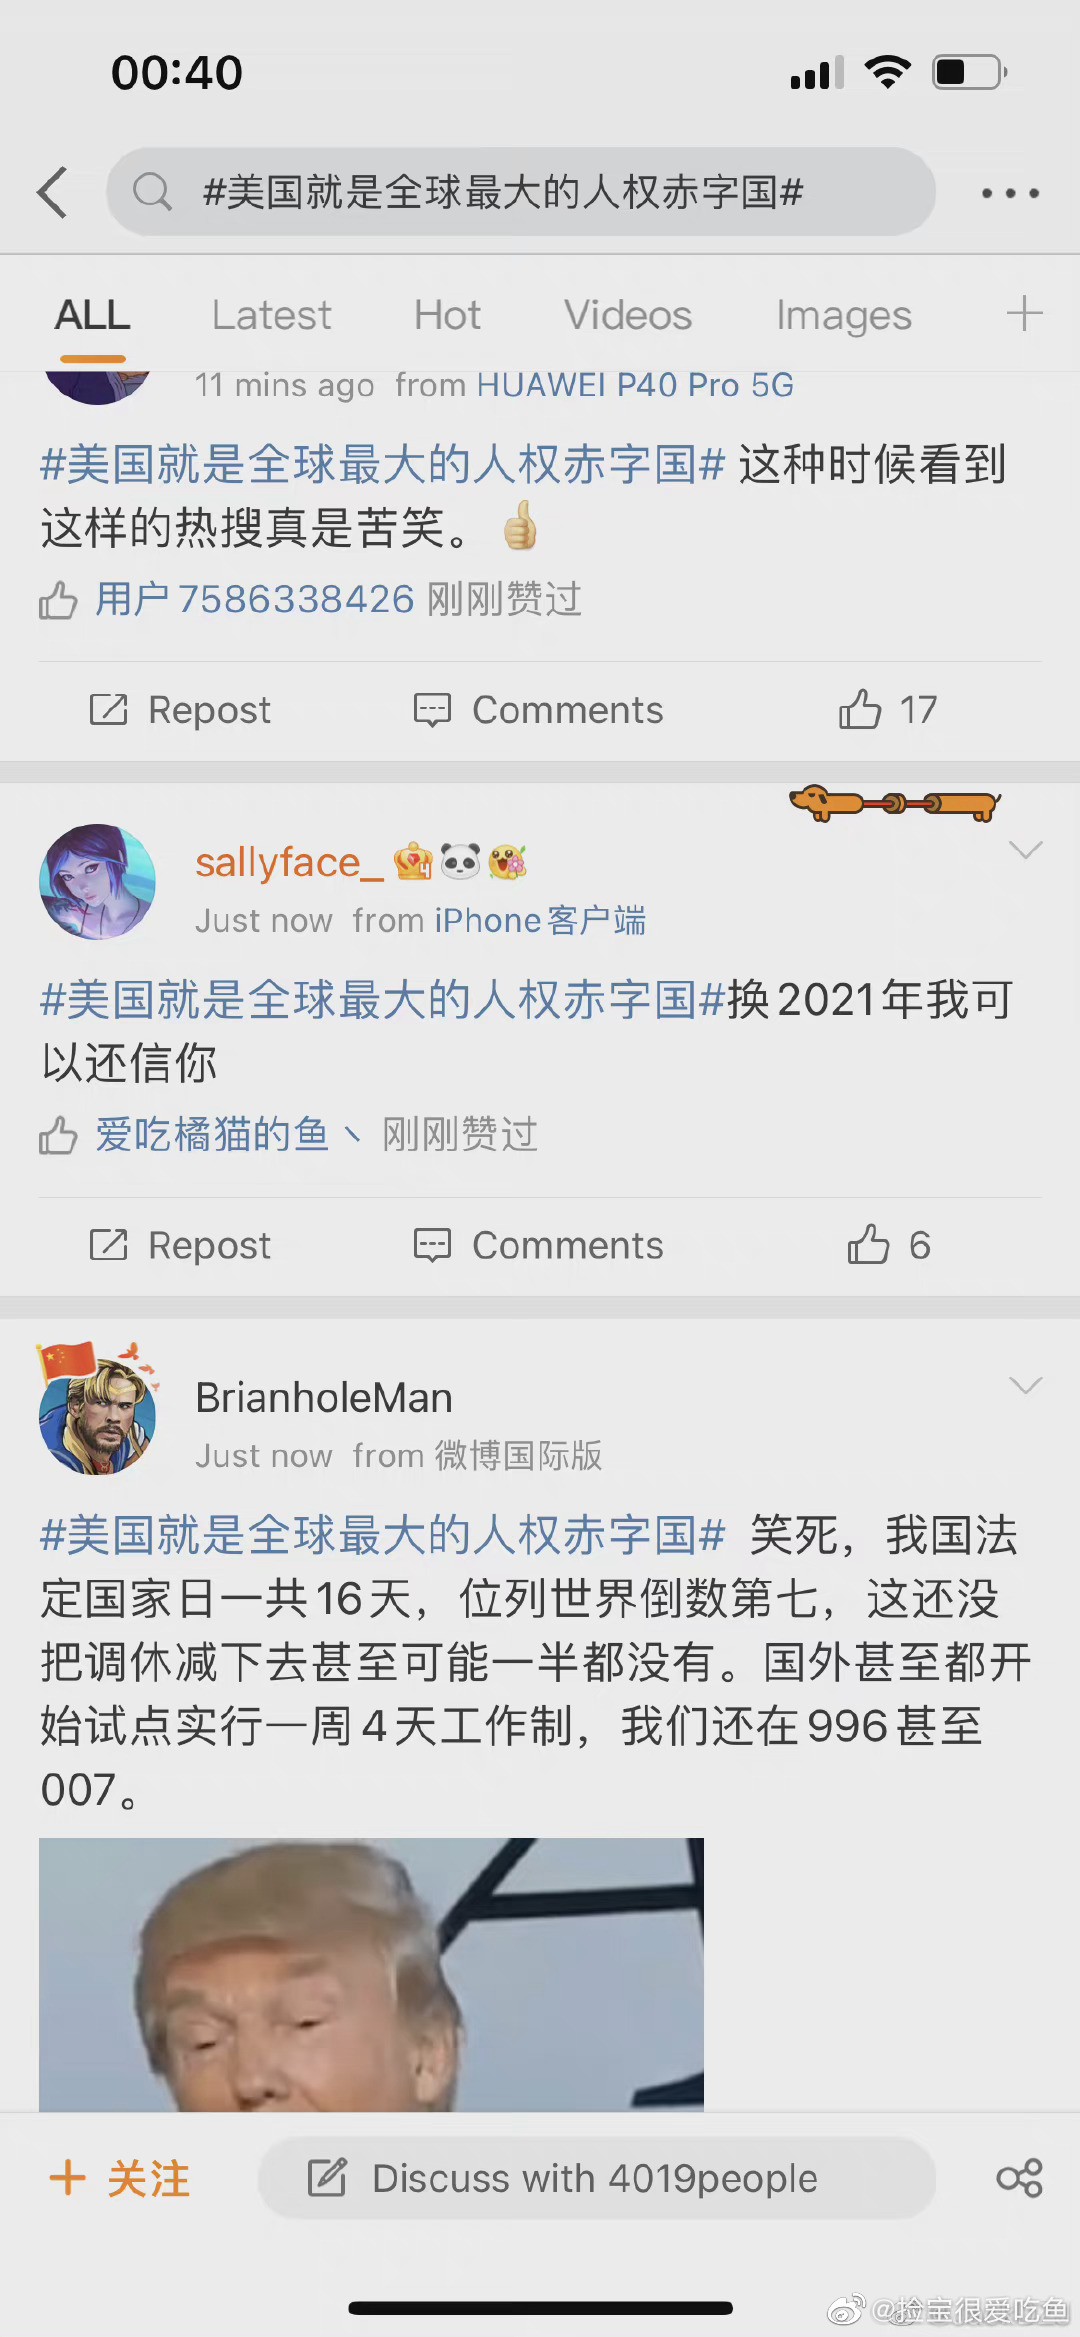 00:40
#美国就是全球最大的人权赤字国#
ALL Latest Hot Videos Images
11 mins ago from HUAWEI P40 Pro 5G
#美国就是全球最大的人权赤字国# 这种时候看到
这样的热搜真是苦笑。
用户7586338426 刚刚赞过
Repost Comments 17
sallyface_
4
Just now from iPhone客户端
#美国就是全球最大的人权赤字国#换2021年我可
以还信你
爱吃橘猫的鱼丶 刚刚赞过
Repost Comments 6
BrianholeMan
Just now from 微博国际版
#美国就是全球最大的人权赤字国# 笑死，我国法
定国家日一共16天，位列世界倒数第七，这还没
把调休减下去甚至可能一半都没有。国外甚至都开
始试点实行一周4天工作制，我们还在996甚至
007。
+ 关注 Discuss with 4019people
@捡宝很爱吃鱼